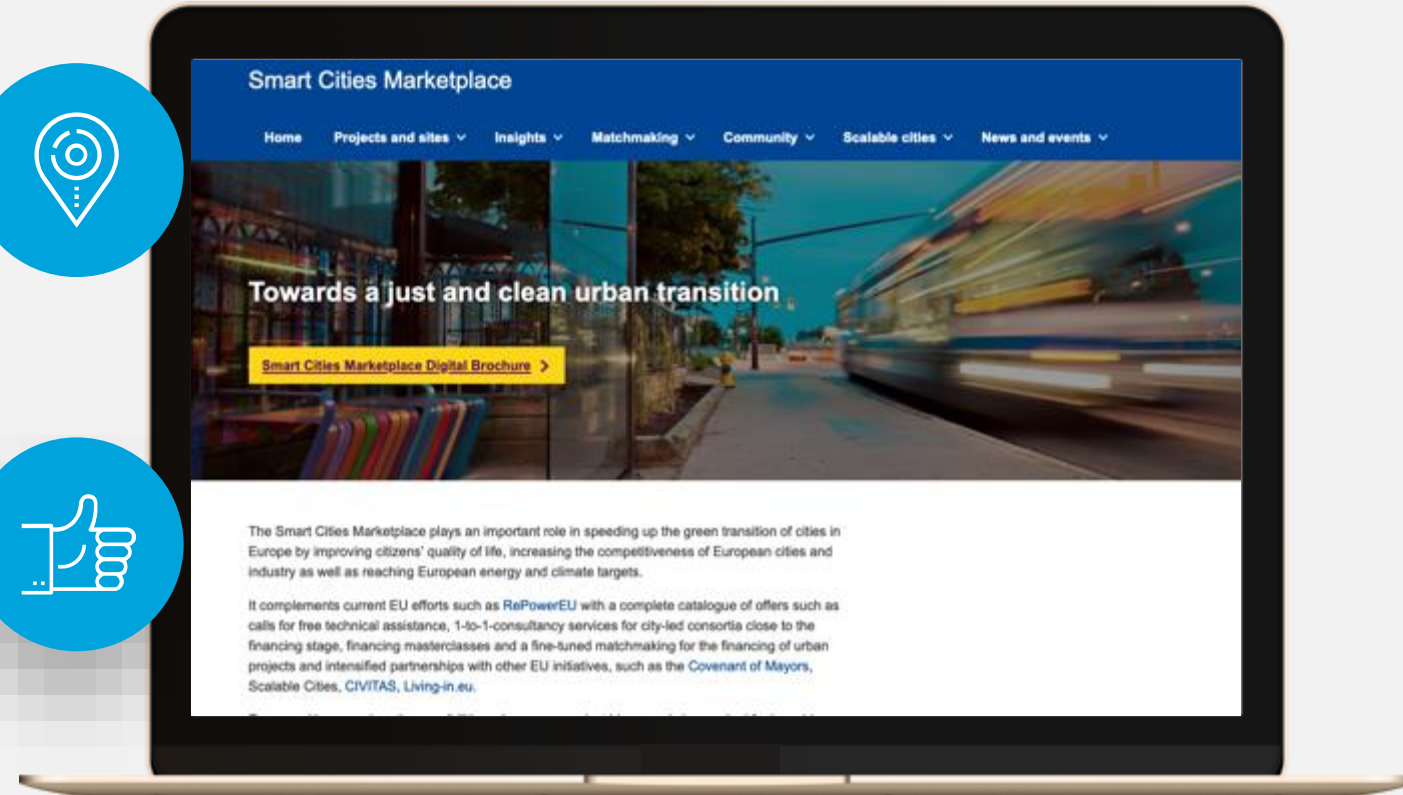 Smart Cities Marketplace
Home Projects and sites Insights Matchmaking Community Scalable cities News and events
Towards a just and clean urban transition
Smart Cities Marketplace Digital Brochure
The Smart Cities Marketplace plays an important role in speeding up the green transition of cities in
Europe by improving citizens' quality of life, increasing the competitiveness of European cities and
industry as well as reaching European energy and climate targets.
It complements current EU efforts such as RePowerEU with a complete catalogue of offers such as
calls for free technical assistance, 1-to-1-consultancy services for city-led consortia close to the
financing stage, financing masterclasses and a fine-tuned matchmaking for the financing of urban
projects and intensified partnerships with other EU initiatives, such as the Covenant of Mayors,
Scalable Cities, CIVITAS, Living-in.eu.